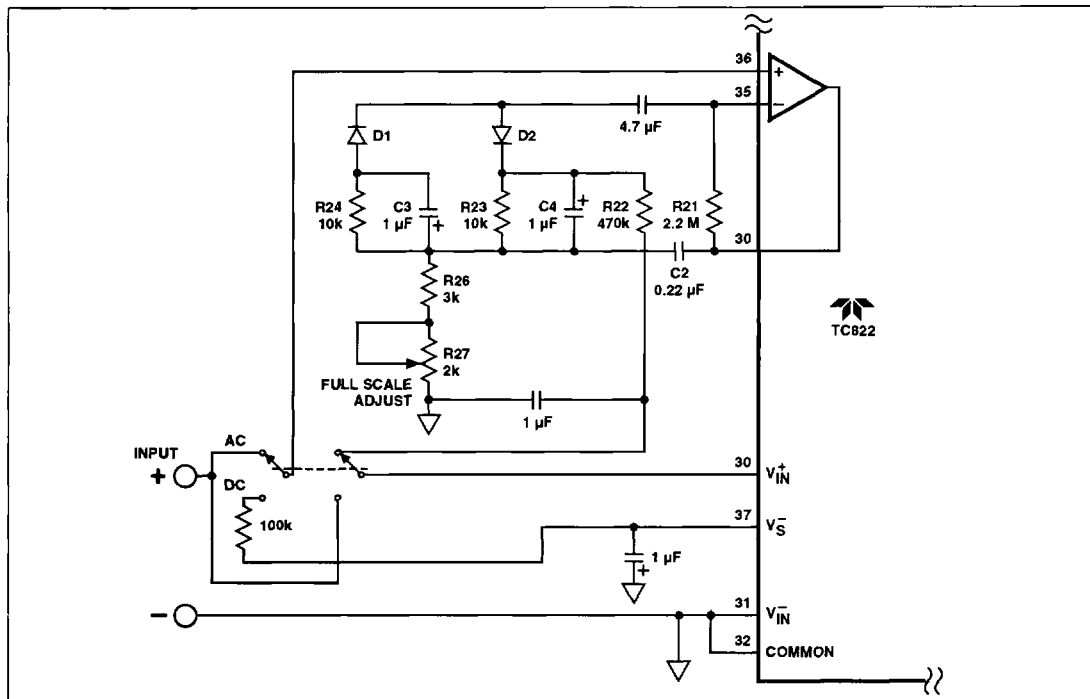 36
+
35
−
D1
D2
4.7 µF
R24
10k
C3
1 µF
+
R23
10k
C4
1 µF
+
R22
470k
R21
2.2 M
30
C2
0.22 µF
R26
3k
TC822
R27
2k
FULL SCALE
ADJUST
1 µF
INPUT
+
AC
DC
100k
30
V+IN
37
V−S
1 µF
+
−
31
V−IN
32
COMMON